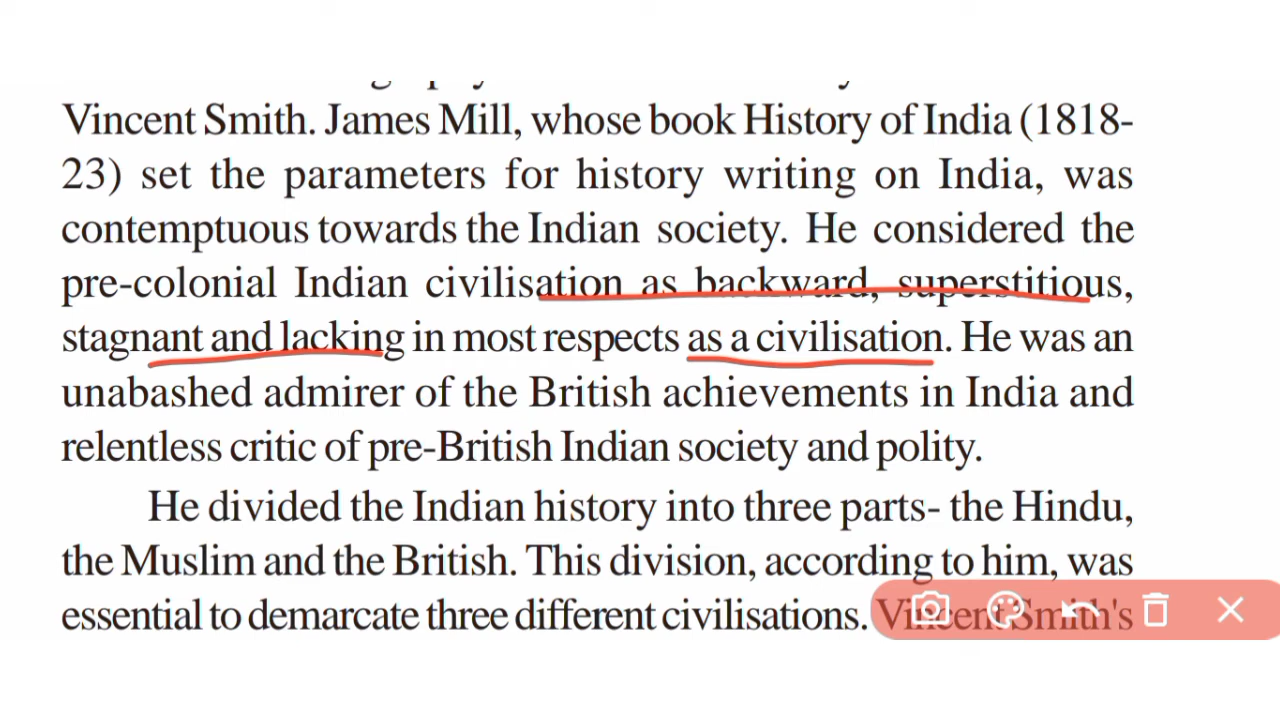 Vincent Smith. James Mill, whose book History of India (1818-
23) set the parameters for history writing on India, was
contemptuous towards the Indian society. He considered the
pre-colonial Indian civilisation as backward, superstitious,
stagnant and lacking in most respects as a civilisation. He was an
unabashed admirer of the British achievements in India and
relentless critic of pre-British Indian society and polity.
He divided the Indian history into three parts- the Hindu,
the Muslim and the British. This division, according to him, was
essential to demarcate three different civilisations. Vincent Smith's